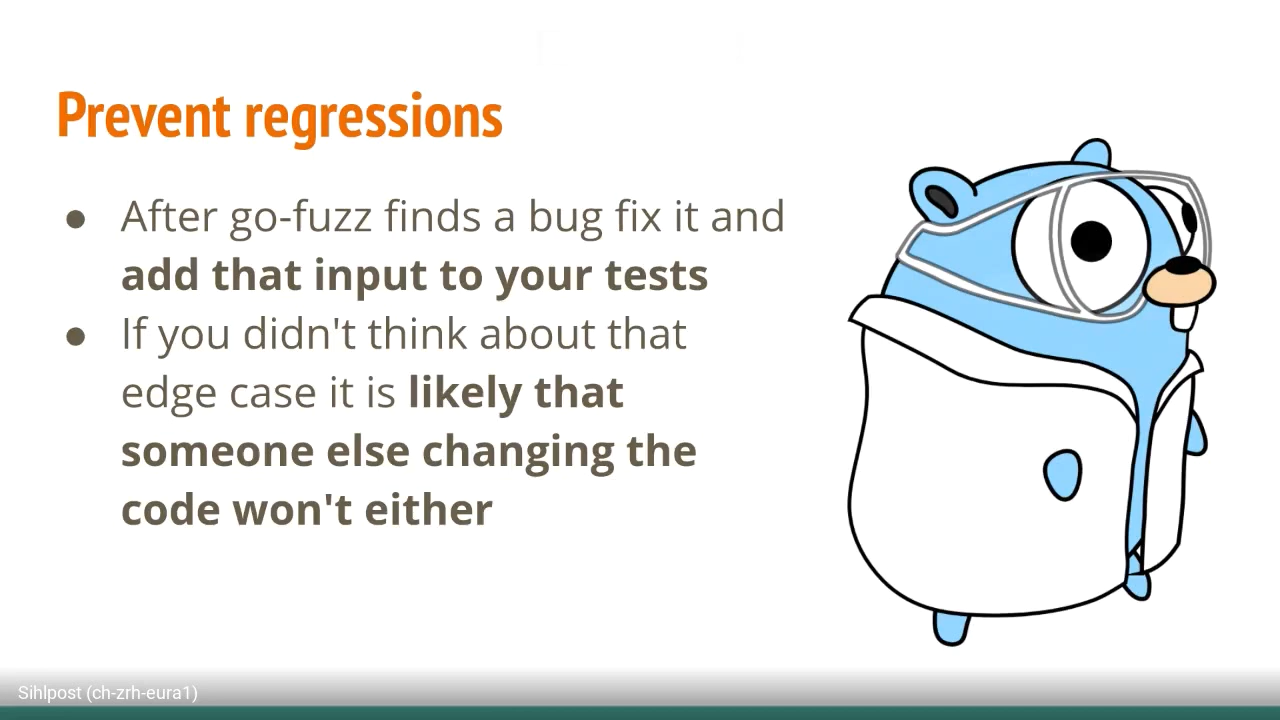 Prevent regressions
● After go-fuzz finds a bug fix it and
add that input to your tests
● If you didn't think about that
edge case it is likely that
someone else changing the
code won't either
Sihlpost (ch-zrh-eura1)